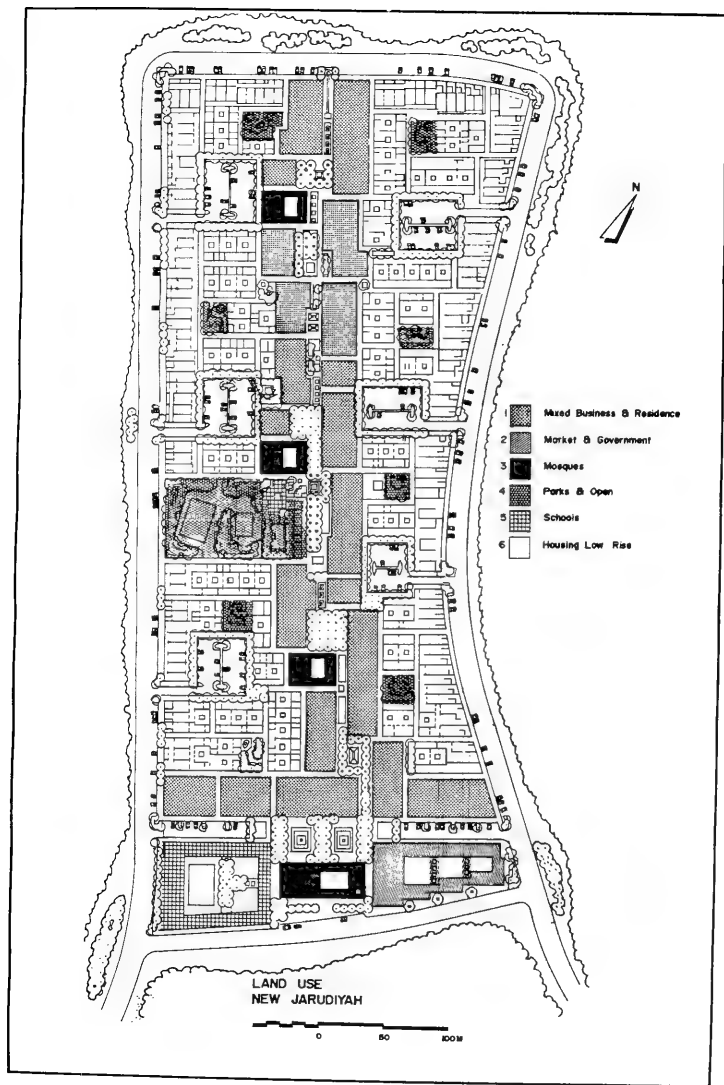 N
1 Mixed Business & Residence
2 Market & Government
3 Mosques
4 Parks & Open
5 Schools
6 Housing Low Rise
LAND USE
NEW JARUDIYAH
0 50 100M